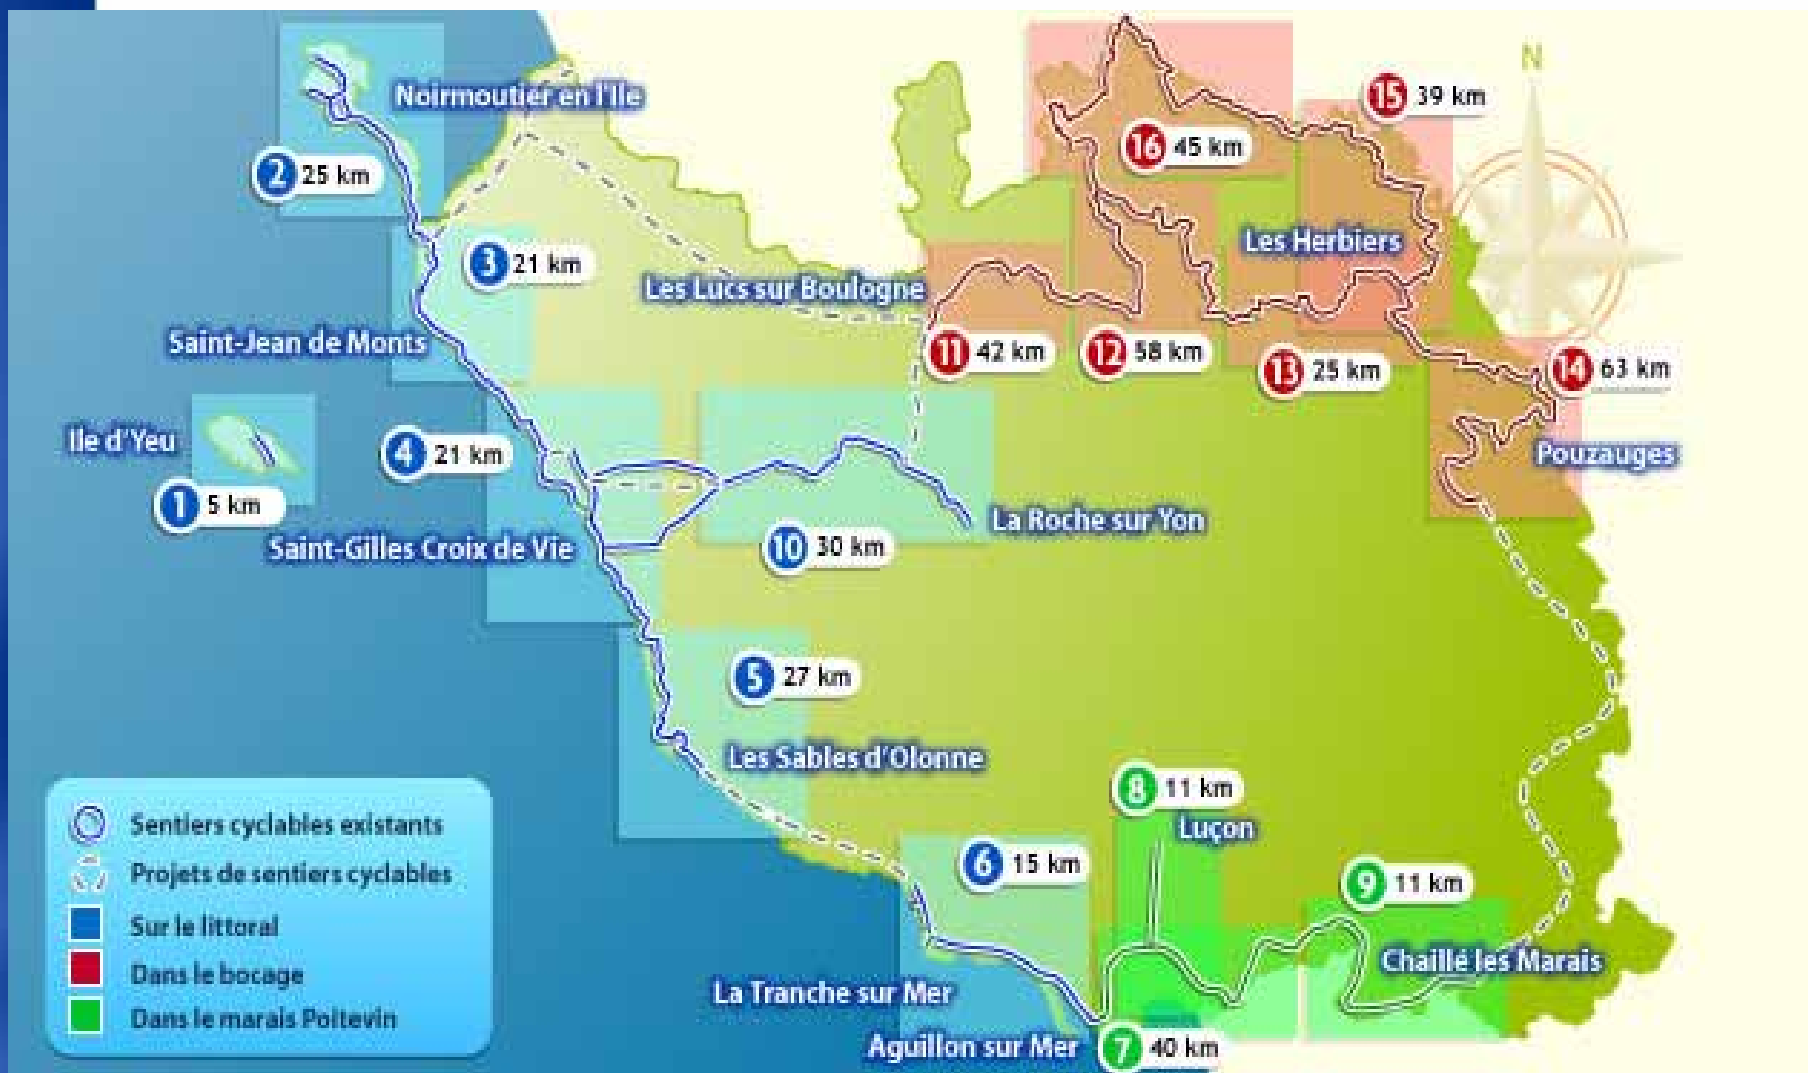 N
Noirmoutier en l'Ile
15 39 km
16 45 km
2 25 km
Les Herbiers
3 21 km
Les Lucs sur Boulogne
Saint-Jean de Monts
11 42 km
12 58 km
13 25 km
14 63 km
Ile d'Yeu
4 21 km
Pouzauges
1 5 km
La Roche sur Yon
Saint-Gilles Croix de Vie
10 30 km
5 27 km
Les Sables d'Olonne
8 11 km
Luçon
6 15 km
9 11 km
Chaillé les Marais
La Tranche sur Mer
Aguillon sur Mer
7 40 km
Sentiers cyclables existants
Projets de sentiers cyclables
Sur le littoral
Dans le bocage
Dans le marais Poitevin